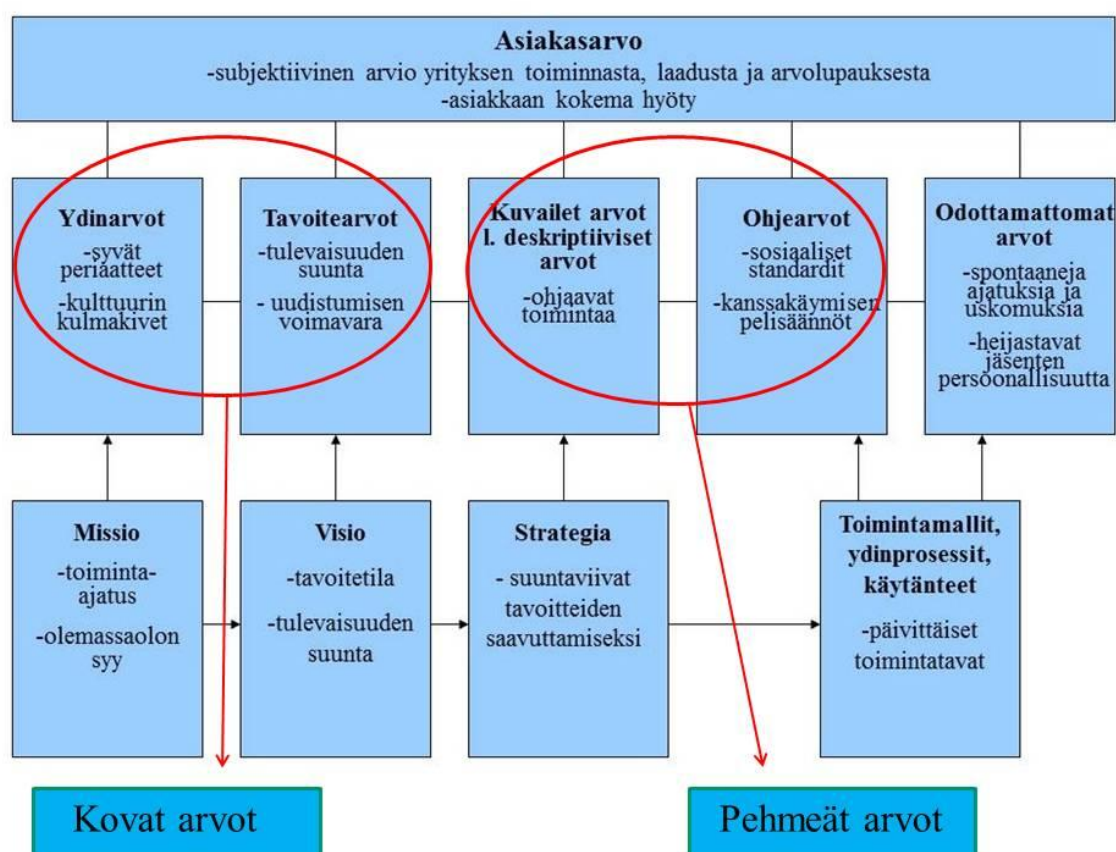 Asiakasarvo
-subjektiivinen arvio yrityksen toiminnasta, laadusta ja arvolupauksesta
-asiakkaan kokema hyöty
Ydinarvot
-syvät
periaatteet
-kulttuurin
kulmakivet
Tavoitearvot
-tulevaisuuden
suunta
- uudistumisen
voimavara
Kuvailet arvot
l. deskriptiiviset
arvot
-ohjaavat
toimintaa
Ohjearvot
-sosiaaliset
standardit
-kanssakäymisen
pelisäännöt
Odottamattomat
arvot
-spontaaneja
ajatuksia ja
uskomuksia
-heijastavat
jäsenten
persoonallisuutta
Missio
-toiminta-
ajatus
-olemassaolon
syy
Visio
-tavoitetila
-tulevaisuuden
suunta
Strategia
- suuntaviivat
tavoitteiden
saavuttamiseksi
Toimintamallit,
ydinprosessit,
käytänteet
-päivittäiset
toimintatavat
Kovat arvot
Pehmeät arvot